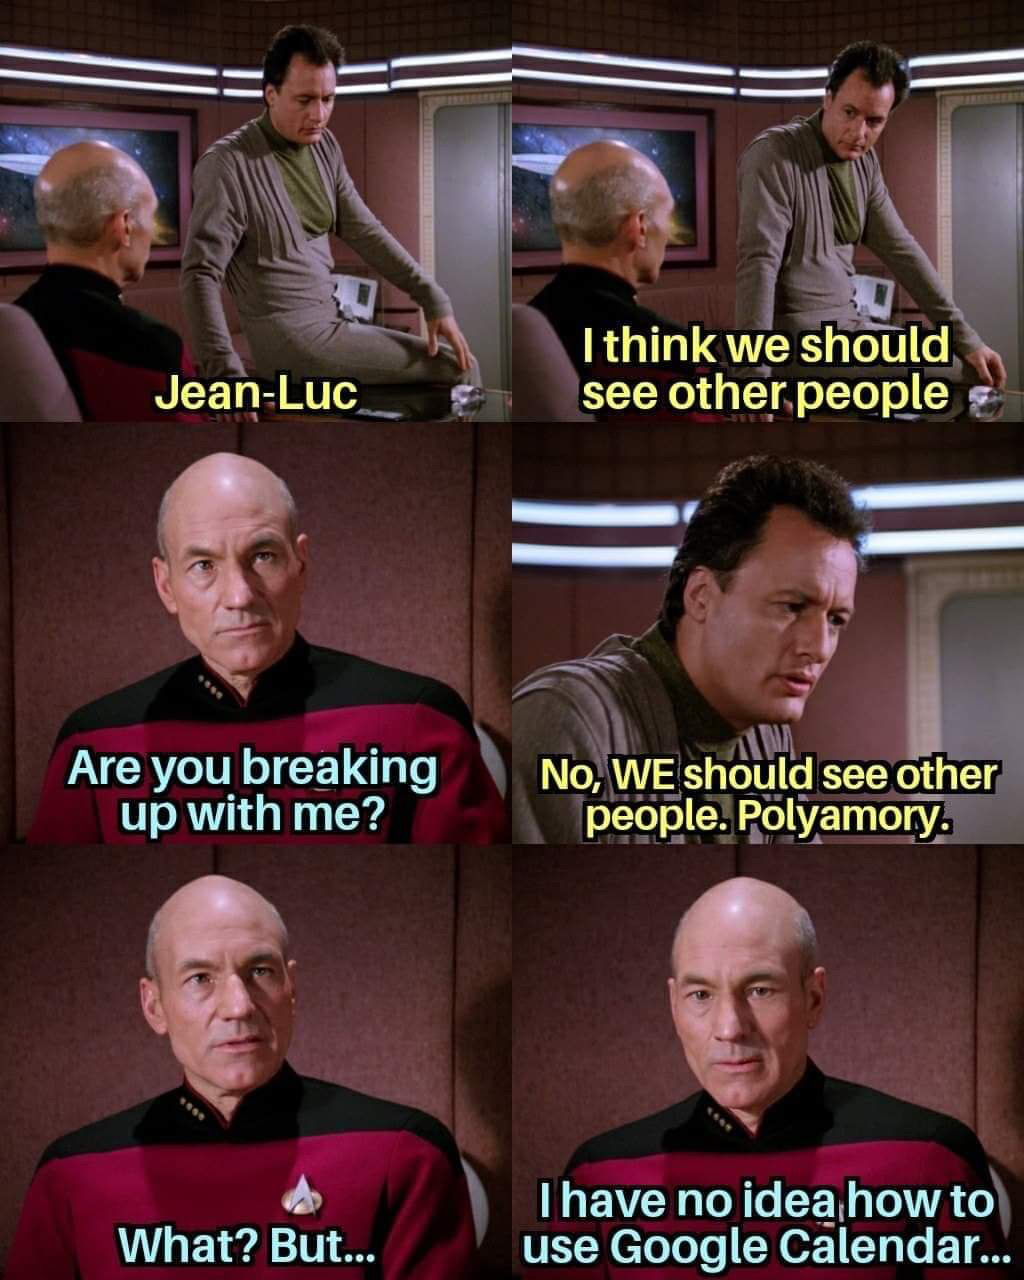 Jean-Luc
I think we should
see other people
Are you breaking
up with me?
No, WE should see other
people. Polyamory.
What? But...
I have no idea how to
use Google Calendar...